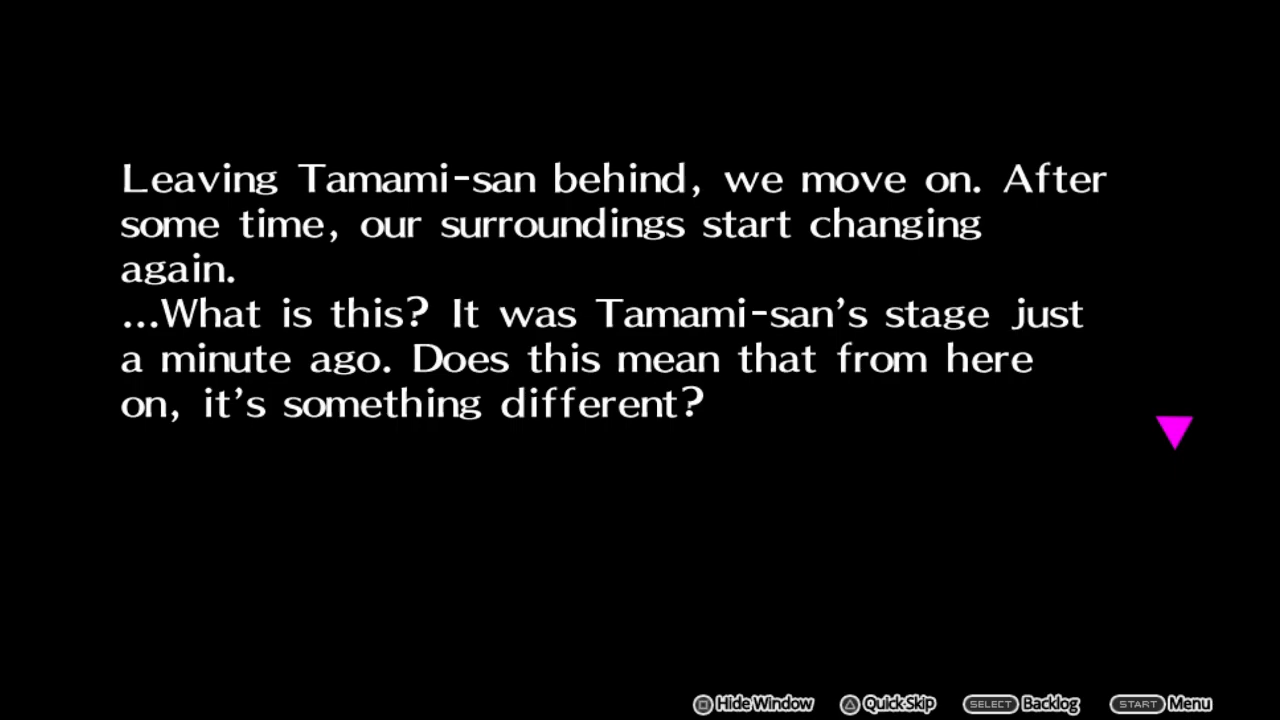 Leaving Tamami-san behind, we move on. After
some time, our surroundings start changing
again.
...What is this? It was Tamami-san's stage just
a minute ago. Does this mean that from here
on, it's something different?
Hide Window Quick Skip SELECT Backlog START Menu